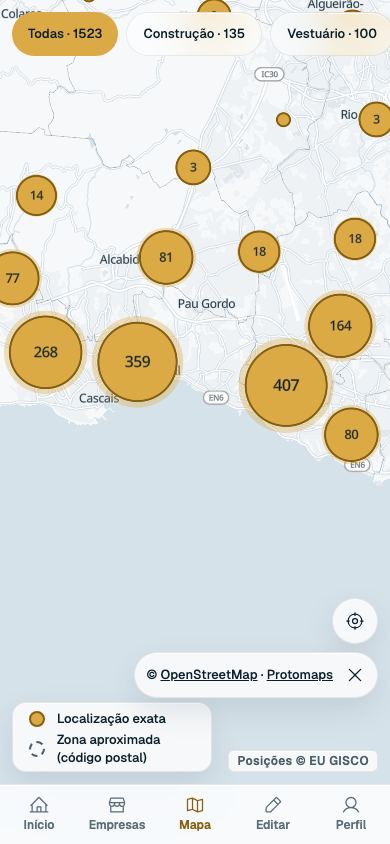 Algueirão-
Todas · 1523
Construção · 135
Vestuário · 100
IC30
Rio
3
3
14
18
18
Alcabid
81
77
Pau Gordo
164
268
359
407
Cascais
EN6
80
EN6
© OpenStreetMap · Protomaps
Localização exata
Zona aproximada
(código postal)
Posições © EU GISCO
Início
Empresas
Mapa
Editar
Perfil